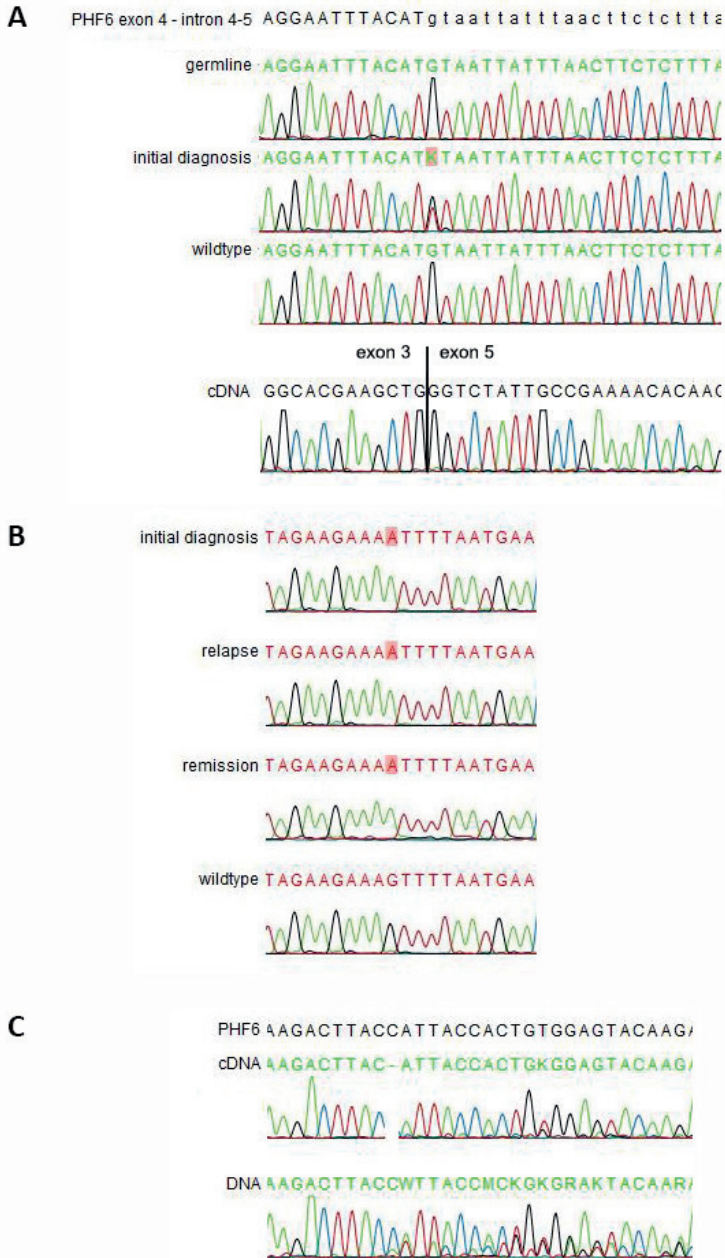 A
PHF6 exon 4 - intron 4-5 AGGAATTTACATgtaattatttaacttctcttta
germline AGGAATTTACATGTAATTATTTAACTTCTCTTTA
initial diagnosis AGGAATTTACATKTAATTATTTAACTTCTCTTTA
wildtype AGGAATTTACATGTAATTATTTAACTTCTCTTTA
exon 3 exon 5
cDNA GGCACGAAGCTGGGTCTATTGCCGAAAACACAAG
B
initial diagnosis TAGAAGAAAATTTTAATGAA
relapse TAGAAGAAAATTTTAATGAA
remission TAGAAGAAAATTTTAATGAA
wildtype TAGAAGAAAGTTTTAATGAA
C
PHF6 AAGACTTACCATTACCACTGTGGAGTACAAGA
cDNA AAGACTTAC-ATTACCACTGKGGAGTACAAGA
DNA AAGACTTACCWTTACCMCKGKGRAKTACAARA